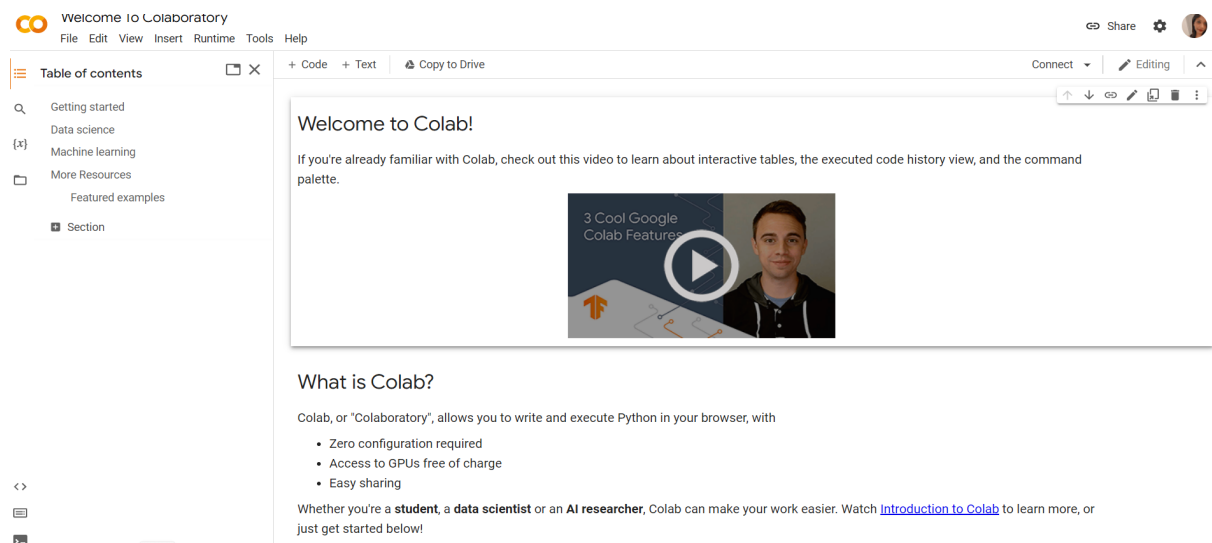 Welcome To Colaboratory
File Edit View Insert Runtime Tools Help
Share
Table of contents
+ Code + Text Copy to Drive
Connect Editing
Getting started
Data science
{x}
Machine learning
More Resources
Featured examples
Section
Welcome to Colab!
If you're already familiar with Colab, check out this video to learn about interactive tables, the executed code history view, and the command
palette.
3 Cool Google
Colab Features
What is Colab?
Colab, or "Colaboratory", allows you to write and execute Python in your browser, with
• Zero configuration required
• Access to GPUs free of charge
• Easy sharing
Whether you're a student, a data scientist or an AI researcher, Colab can make your work easier. Watch Introduction to Colab to learn more, or
just get started below!